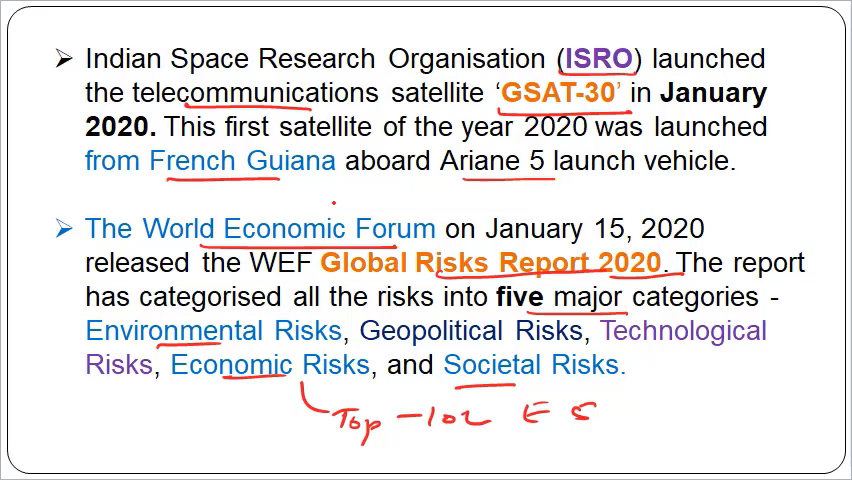 ➢ Indian Space Research Organisation (ISRO) launched
the telecommunications satellite ‘GSAT-30’ in January
2020. This first satellite of the year 2020 was launched
from French Guiana aboard Ariane 5 launch vehicle.
➢ The World Economic Forum on January 15, 2020
released the WEF Global Risks Report 2020. The report
has categorised all the risks into five major categories -
Environmental Risks, Geopolitical Risks, Technological
Risks, Economic Risks, and Societal Risks.
Top